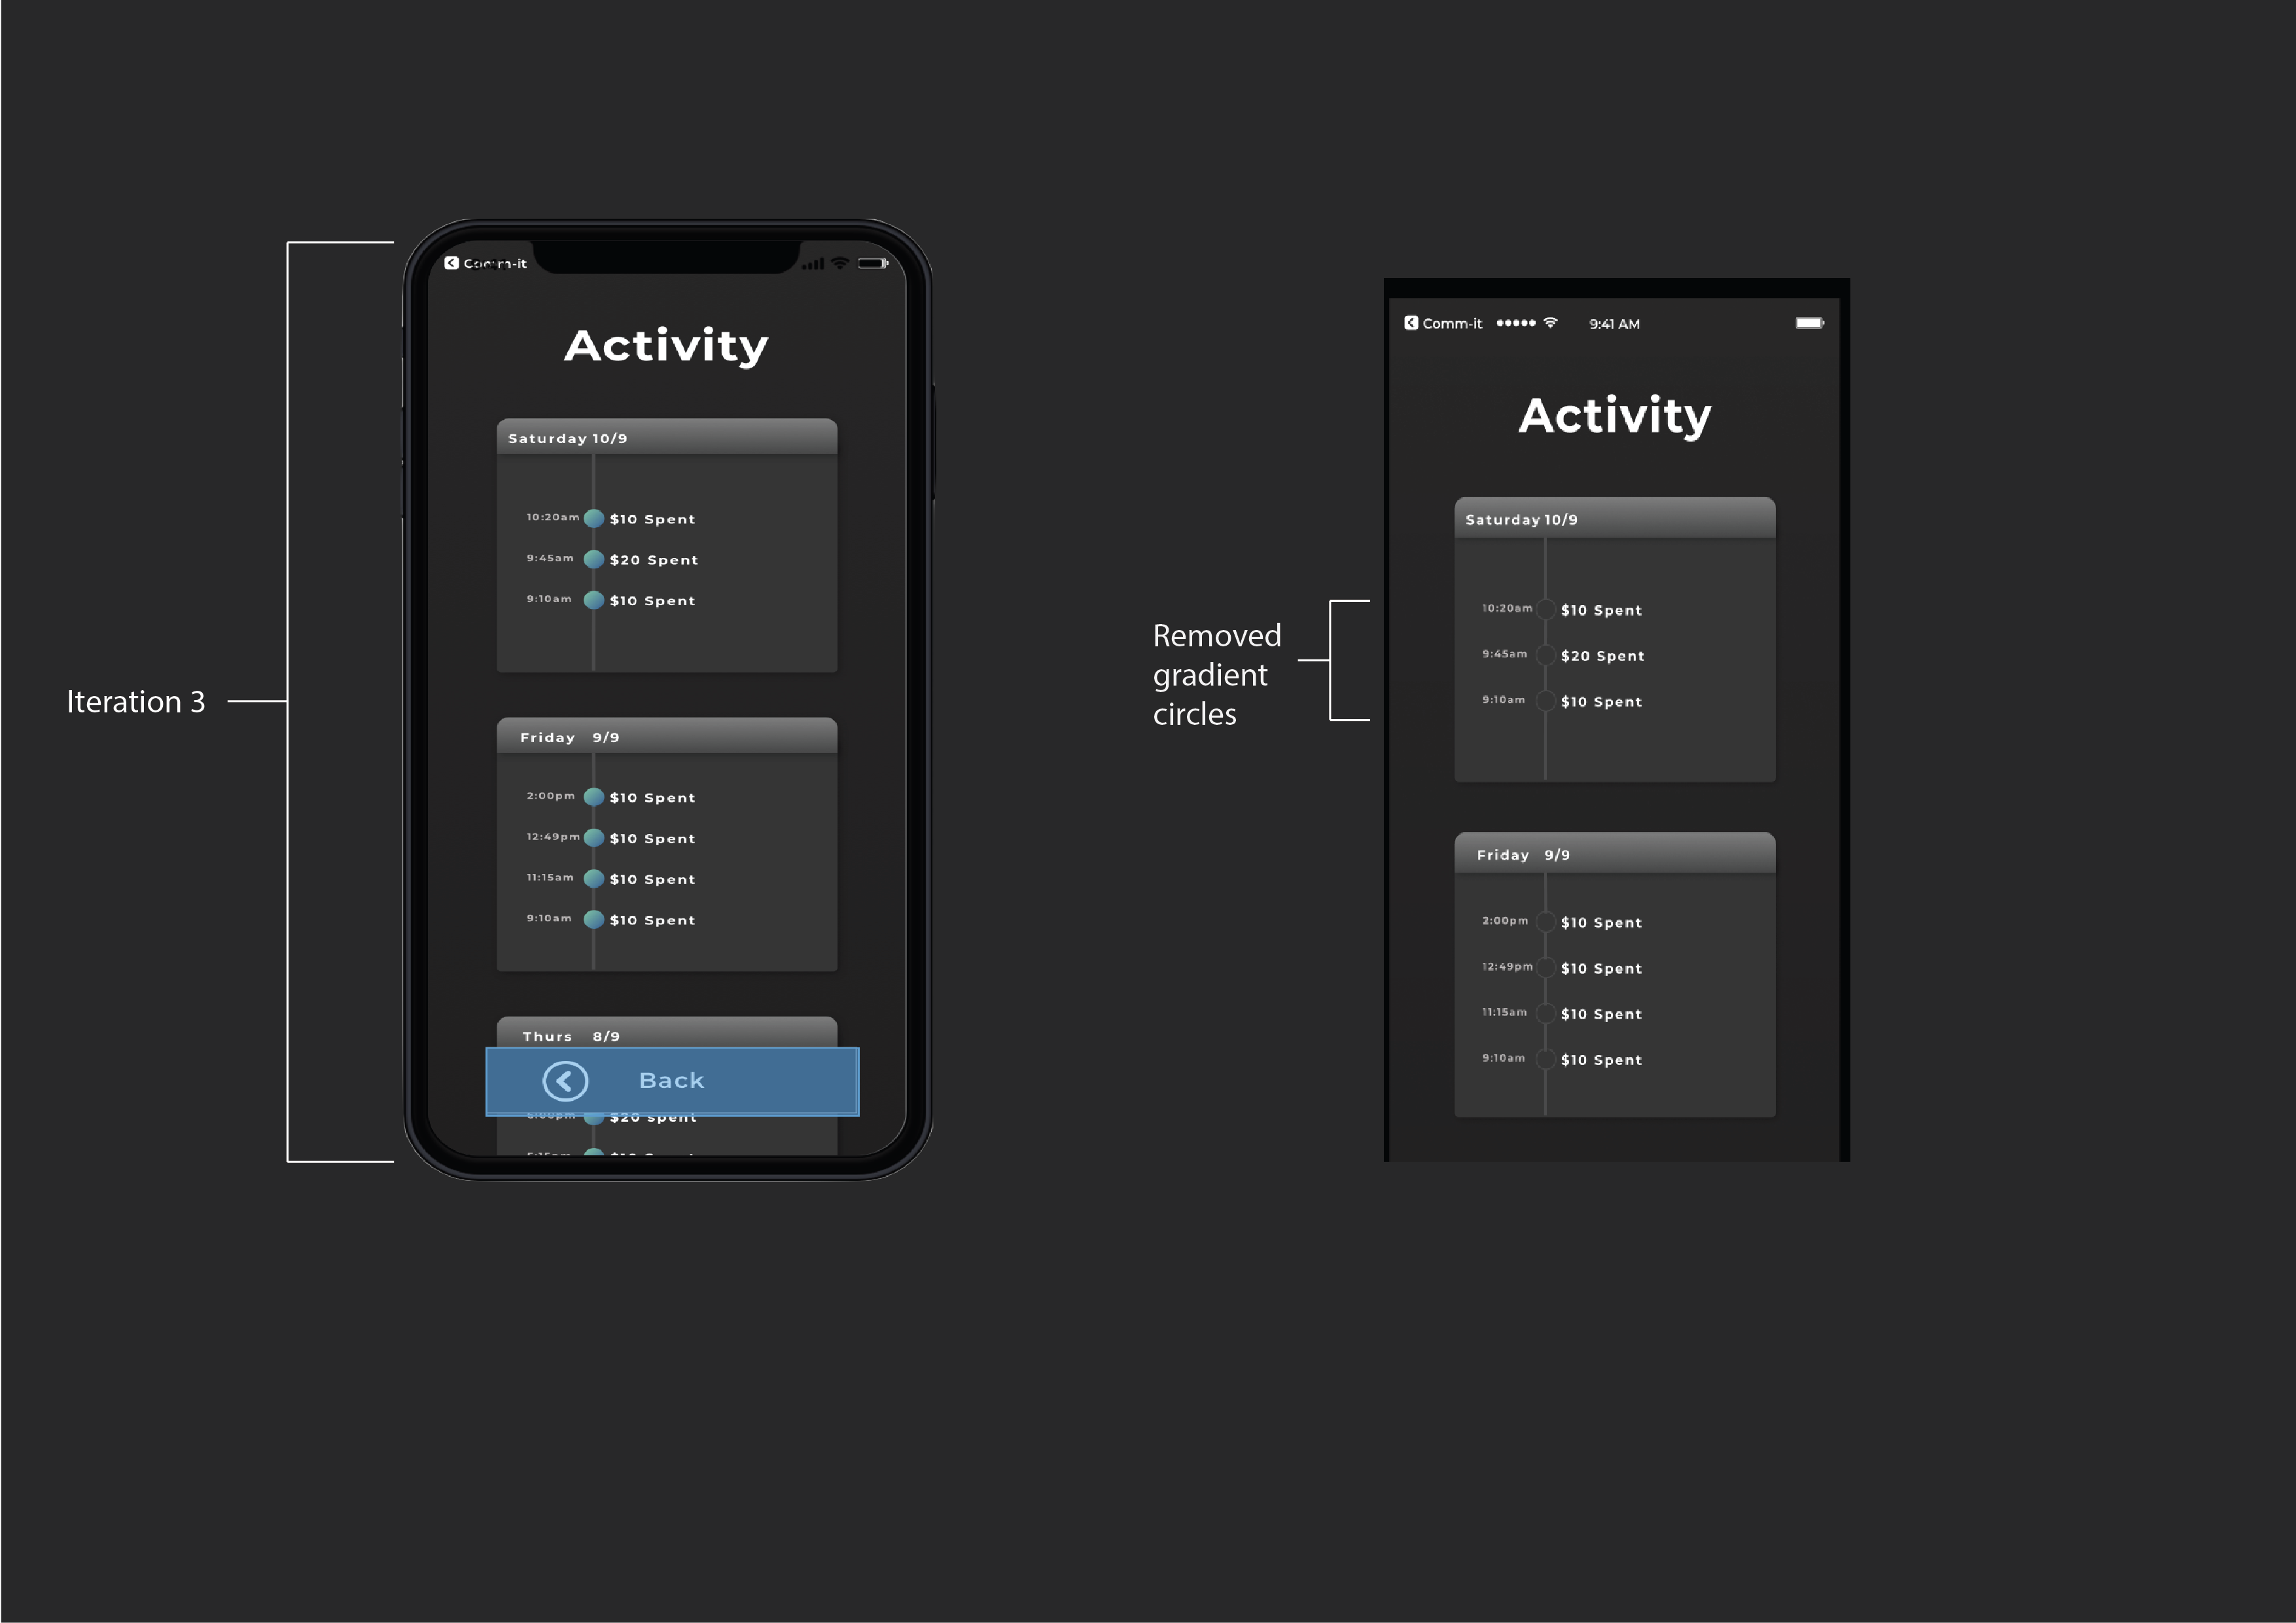 Iteration 3
Comm-it
Activity
Saturday 10/9
10:20am $10 Spent
9:45am $20 Spent
9:10am $10 Spent
Friday 9/9
2:00pm $10 Spent
12:49pm $10 Spent
11:15am $10 Spent
9:10am $10 Spent
Thurs 8/9
Back
$20 spent
Removed
gradient
circles
Comm-it 9:41 AM
Activity
Saturday 10/9
10:20am $10 Spent
9:45am $20 Spent
9:10am $10 Spent
Friday 9/9
2:00pm $10 Spent
12:49pm $10 Spent
11:15am $10 Spent
9:10am $10 Spent